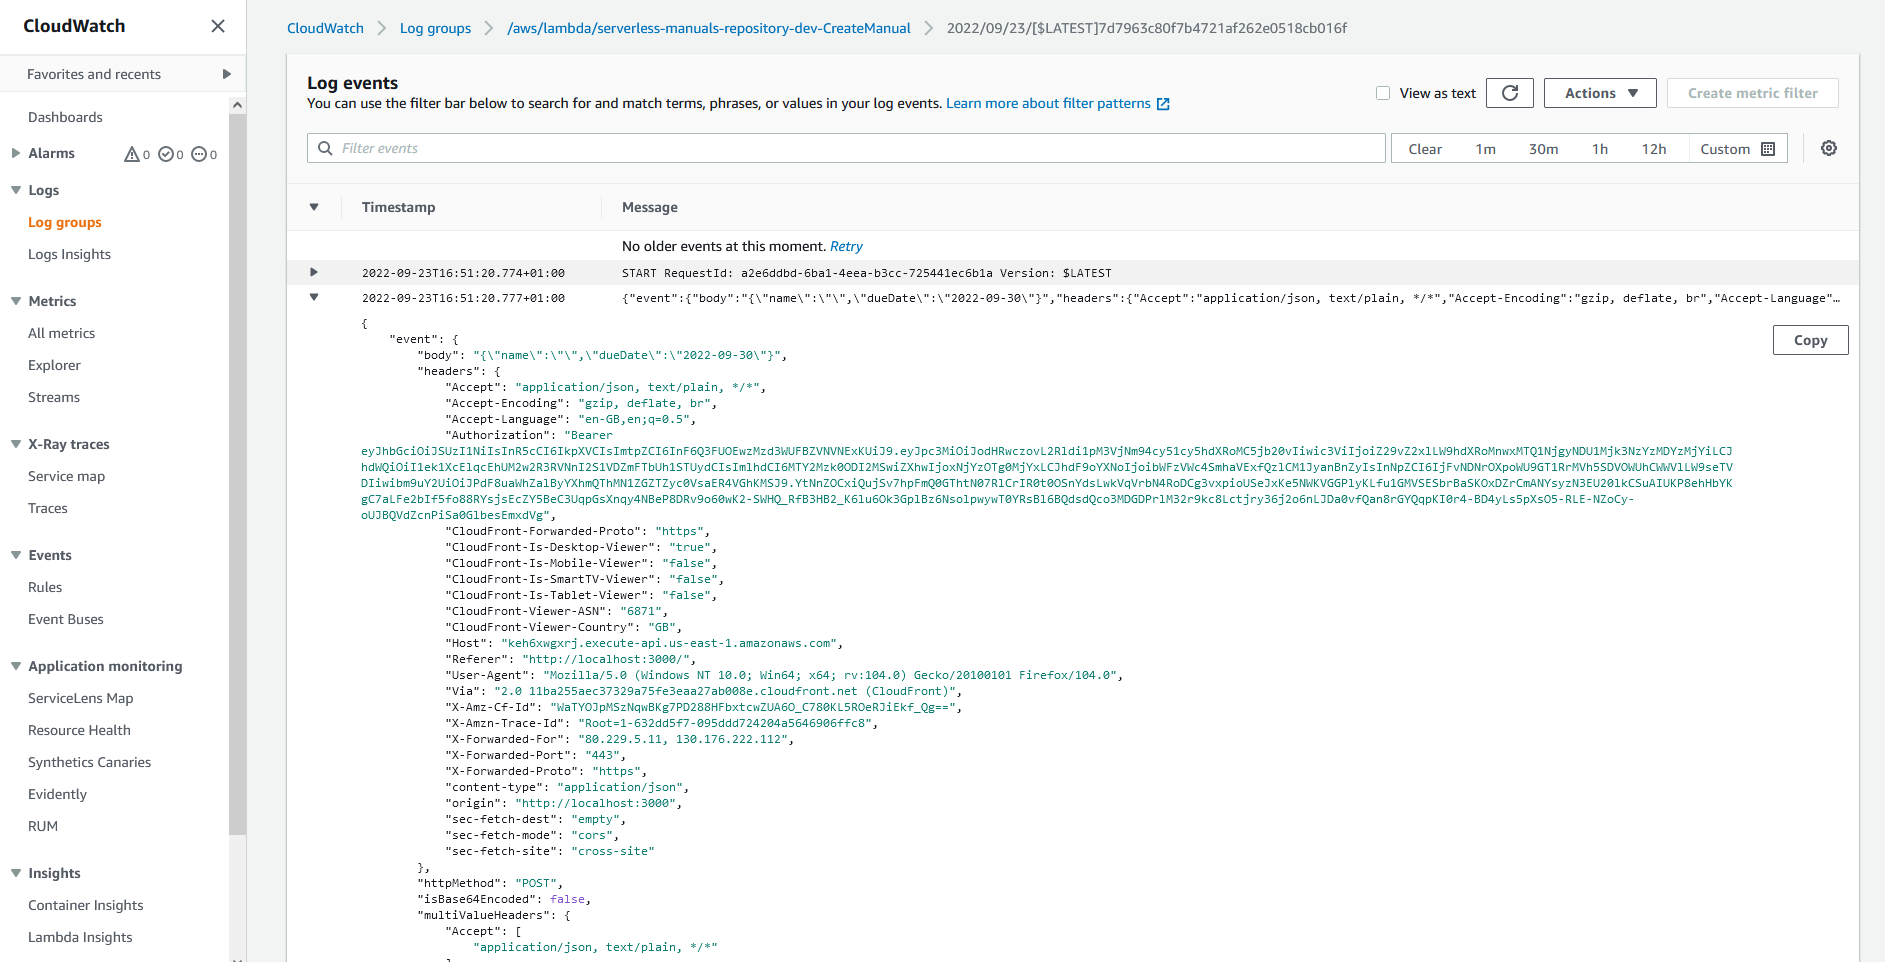 CloudWatch
Favorites and recents
Dashboards
Alarms 0 0 0
Logs
Log groups
Logs Insights
Metrics
All metrics
Explorer
Streams
X-Ray traces
Service map
Traces
Events
Rules
Event Buses
Application monitoring
ServiceLens Map
Resource Health
Synthetics Canaries
Evidently
RUM
Insights
Container Insights
Lambda Insights
CloudWatch Log groups /aws/lambda/serverless-manuals-repository-dev-CreateManual 2022/09/23/[$LATEST]7d7963c80f7b4721af262e0518cb016f
Log events
You can use the filter bar below to search for and match terms, phrases, or values in your log events. Learn more about filter patterns
View as text
Actions
Create metric filter
Filter events
Clear 1m 30m 1h 12h Custom
Timestamp Message
No older events at this moment. Retry
2022-09-23T16:51:20.774+01:00 START RequestId: a2e6ddbd-6ba1-4eea-b3cc-725441ec6b1a Version: $LATEST
2022-09-23T16:51:20.777+01:00 {"event":{"body":"{\"name\":\"\",\"dueDate\":\"2022-09-30\"}","headers":{"Accept":"application/json, text/plain, */*","Accept-Encoding":"gzip, deflate, br","Accept-Language"…
Copy
{
"event": {
"body": "{\"name\":\"\",\"dueDate\":\"2022-09-30\"}",
"headers": {
"Accept": "application/json, text/plain, */*",
"Accept-Encoding": "gzip, deflate, br",
"Accept-Language": "en-GB,en;q=0.5",
"Authorization": "Bearer
"CloudFront-Forwarded-Proto": "https",
"CloudFront-Is-Desktop-Viewer": "true",
"CloudFront-Is-Mobile-Viewer": "false",
"CloudFront-Is-SmartTV-Viewer": "false",
"CloudFront-Is-Tablet-Viewer": "false",
"CloudFront-Viewer-ASN": "6871",
"CloudFront-Viewer-Country": "GB",
"Host": "keh6xwgxrj.execute-api.us-east-1.amazonaws.com",
"Referer": "http://localhost:3000/",
"User-Agent": "Mozilla/5.0 (Windows NT 10.0; Win64; x64; rv:104.0) Gecko/20100101 Firefox/104.0",
"Via": "2.0 11ba255aec37329a75fe3eaa27ab008e.cloudfront.net (CloudFront)",
"X-Amz-Cf-Id": "WaTYOJpMSzNqwBKg7PD288HFbxtcwZUA6O_C780KL5ROeRJiEkf_Qg==",
"X-Amzn-Trace-Id": "Root=1-632dd5f7-095ddd724204a5646906ffc8",
"X-Forwarded-For": "80.229.5.11, 130.176.222.112",
"X-Forwarded-Port": "443",
"X-Forwarded-Proto": "https",
"content-type": "application/json",
"origin": "http://localhost:3000",
"sec-fetch-dest": "empty",
"sec-fetch-mode": "cors",
"sec-fetch-site": "cross-site"
},
"httpMethod": "POST",
"isBase64Encoded": false,
"multiValueHeaders": {
"Accept": [
"application/json, text/plain, */*"